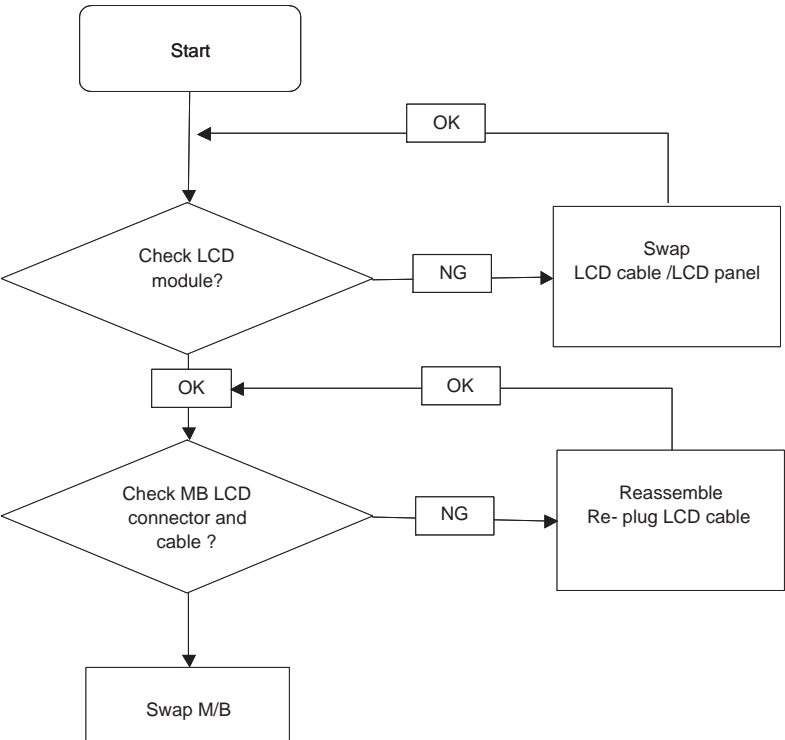 Start
OK
Check LCD
module?
NG
Swap
LCD cable /LCD panel
OK
OK
Check MB LCD
connector and
cable ?
NG
Reassemble
Re- plug LCD cable
Swap M/B